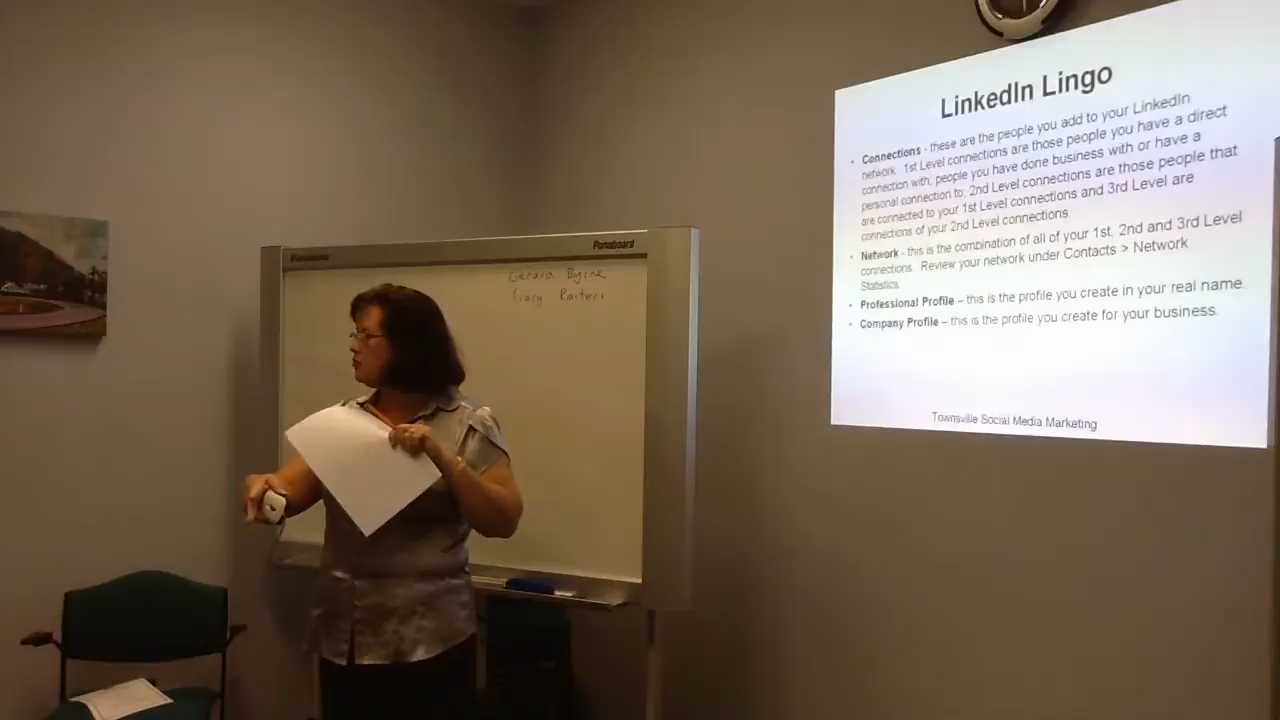 Panasonic
Panaboard
Gerard Byrne
Tracy Raiteri
LinkedIn Lingo
• Connections - these are the people you add to your LinkedIn
network. 1st Level connections are those people you have a direct
connection with, people you have done business with or have a
personal connection to; 2nd Level connections are those people that
are connected to your 1st Level connections and 3rd Level are
connections of your 2nd Level connections.
• Network - this is the combination of all of your 1st, 2nd and 3rd Level
connections. Review your network under Contacts > Network
Statistics.
• Professional Profile – this is the profile you create in your real name.
• Company Profile – this is the profile you create for your business.
Townsville Social Media Marketing